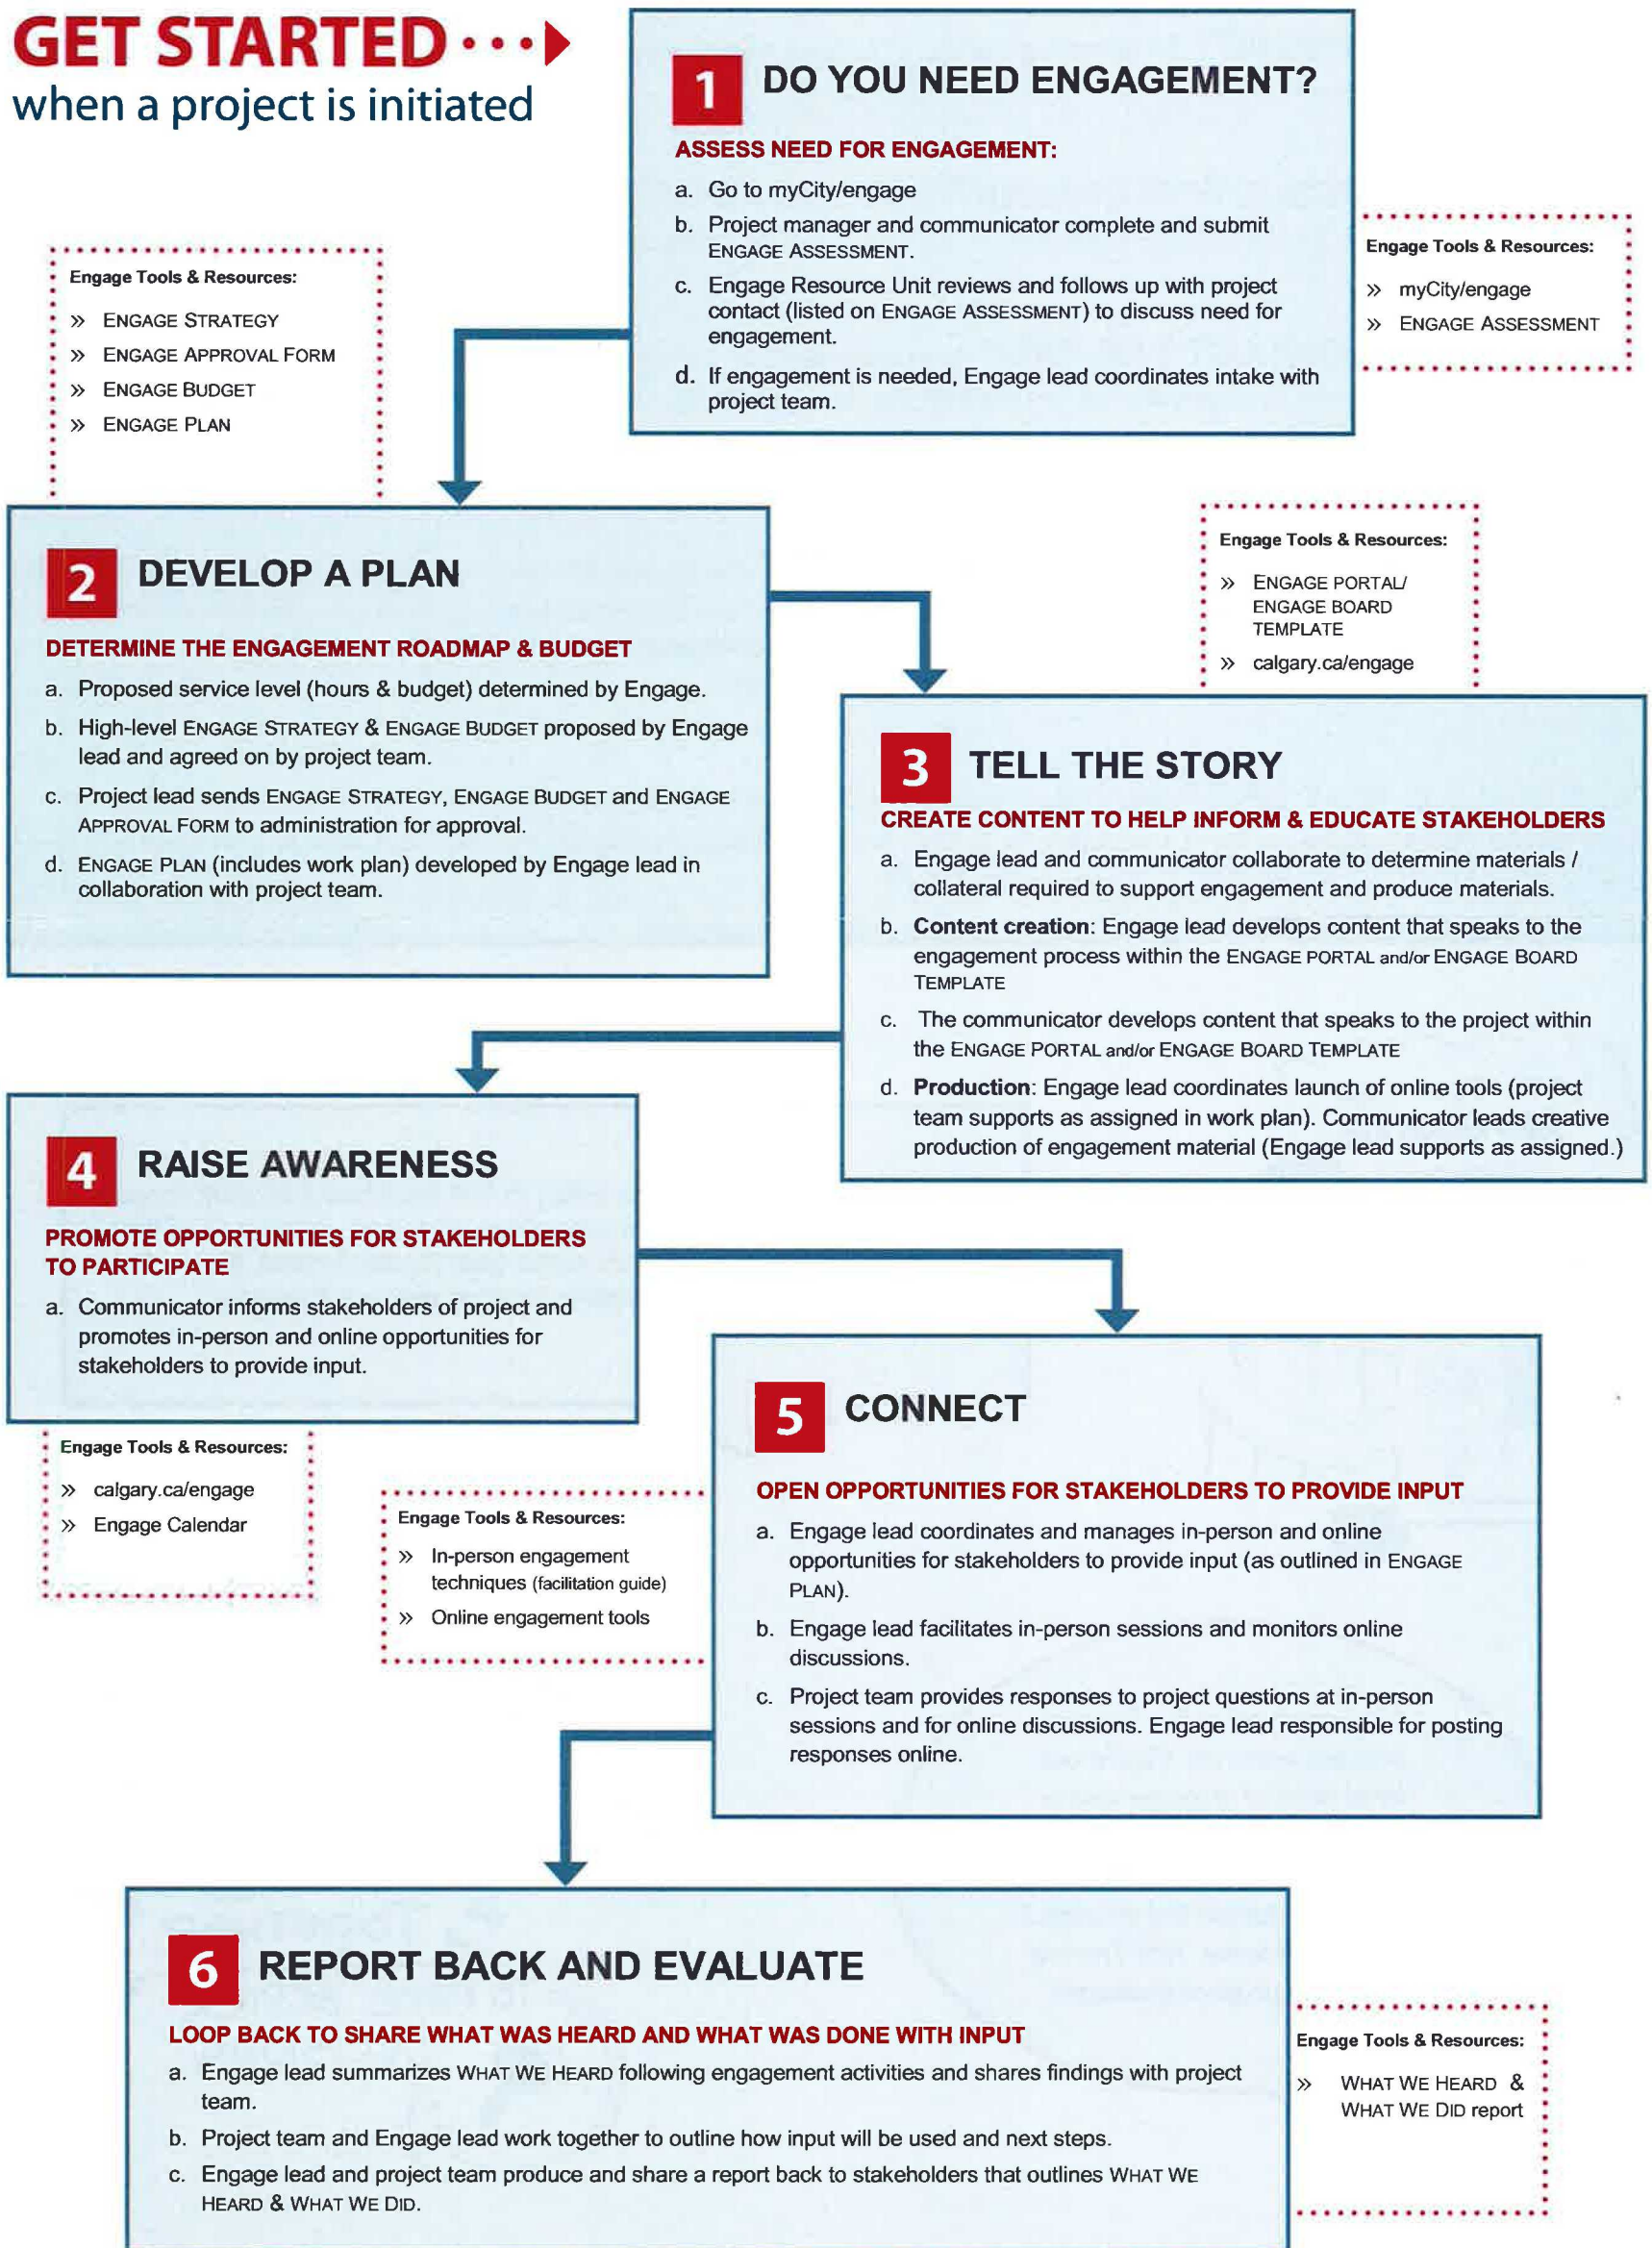 GET STARTED
when a project is initiated
1 DO YOU NEED ENGAGEMENT?
ASSESS NEED FOR ENGAGEMENT:
a. Go to myCity/engage
b. Project manager and communicator complete and submit
ENGAGE ASSESSMENT.
c. Engage Resource Unit reviews and follows up with project
contact (listed on ENGAGE ASSESSMENT) to discuss need for
engagement.
d. If engagement is needed, Engage lead coordinates intake with
project team.
Engage Tools & Resources:
» myCity/engage
» ENGAGE ASSESSMENT
Engage Tools & Resources:
» ENGAGE STRATEGY
» ENGAGE APPROVAL FORM
» ENGAGE BUDGET
» ENGAGE PLAN
2 DEVELOP A PLAN
DETERMINE THE ENGAGEMENT ROADMAP & BUDGET
a. Proposed service level (hours & budget) determined by Engage.
b. High-level ENGAGE STRATEGY & ENGAGE BUDGET proposed by Engage
lead and agreed on by project team.
c. Project lead sends ENGAGE STRATEGY, ENGAGE BUDGET and ENGAGE
APPROVAL FORM to administration for approval.
d. ENGAGE PLAN (includes work plan) developed by Engage lead in
collaboration with project team.
Engage Tools & Resources:
» ENGAGE PORTAL/
ENGAGE BOARD
TEMPLATE
» calgary.ca/engage
3 TELL THE STORY
CREATE CONTENT TO HELP INFORM & EDUCATE STAKEHOLDERS
a. Engage lead and communicator collaborate to determine materials /
collateral required to support engagement and produce materials.
b. Content creation: Engage lead develops content that speaks to the
engagement process within the ENGAGE PORTAL and/or ENGAGE BOARD
TEMPLATE
c. The communicator develops content that speaks to the project within
the ENGAGE PORTAL and/or ENGAGE BOARD TEMPLATE
d. Production: Engage lead coordinates launch of online tools (project
team supports as assigned in work plan). Communicator leads creative
production of engagement material (Engage lead supports as assigned.)
4 RAISE AWARENESS
PROMOTE OPPORTUNITIES FOR STAKEHOLDERS
TO PARTICIPATE
a. Communicator informs stakeholders of project and
promotes in-person and online opportunities for
stakeholders to provide input.
Engage Tools & Resources:
» calgary.ca/engage
» Engage Calendar
Engage Tools & Resources:
» In-person engagement
techniques (facilitation guide)
» Online engagement tools
5 CONNECT
OPEN OPPORTUNITIES FOR STAKEHOLDERS TO PROVIDE INPUT
a. Engage lead coordinates and manages in-person and online
opportunities for stakeholders to provide input (as outlined in ENGAGE
PLAN).
b. Engage lead facilitates in-person sessions and monitors online
discussions.
c. Project team provides responses to project questions at in-person
sessions and for online discussions. Engage lead responsible for posting
responses online.
6 REPORT BACK AND EVALUATE
LOOP BACK TO SHARE WHAT WAS HEARD AND WHAT WAS DONE WITH INPUT
a. Engage lead summarizes WHAT WE HEARD following engagement activities and shares findings with project
team.
b. Project team and Engage lead work together to outline how input will be used and next steps.
c. Engage lead and project team produce and share a report back to stakeholders that outlines WHAT WE
HEARD & WHAT WE DID.
Engage Tools & Resources:
» WHAT WE HEARD &
WHAT WE DID report